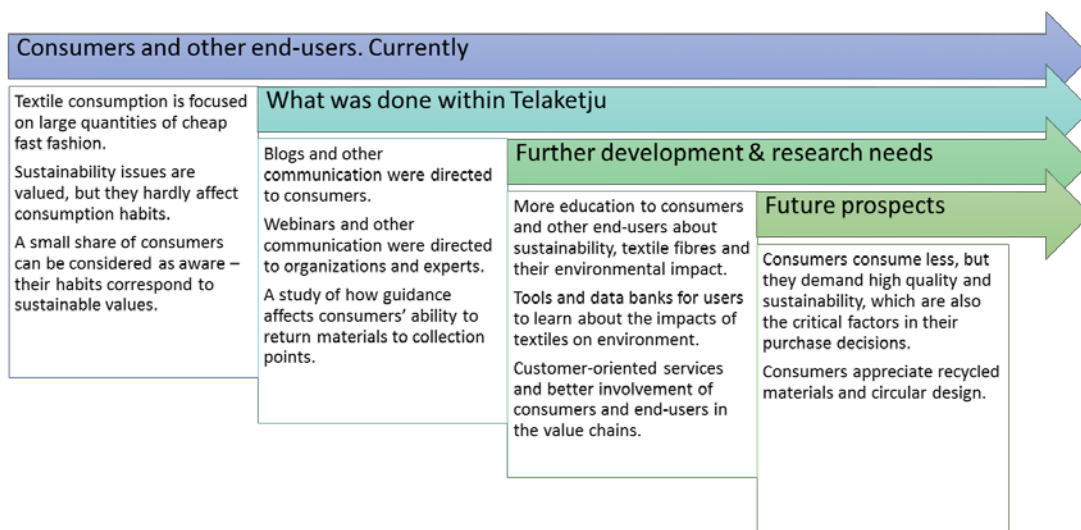 Consumers and other end-users. Currently
Textile consumption is focused
on large quantities of cheap
fast fashion.
Sustainability issues are
valued, but they hardly affect
consumption habits.
A small share of consumers
can be considered as aware –
their habits correspond to
sustainable values.
What was done within Telaketju
Blogs and other
communication were directed
to consumers.
Webinars and other
communication were directed
to organizations and experts.
A study of how guidance
affects consumers’ ability to
return materials to collection
points.
Further development & research needs
More education to consumers
and other end-users about
sustainability, textile fibres and
their environmental impact.
Tools and data banks for users
to learn about the impacts of
textiles on environment.
Customer-oriented services
and better involvement of
consumers and end-users in
the value chains.
Future prospects
Consumers consume less, but
they demand high quality and
sustainability, which are also
the critical factors in their
purchase decisions.
Consumers appreciate recycled
materials and circular design.